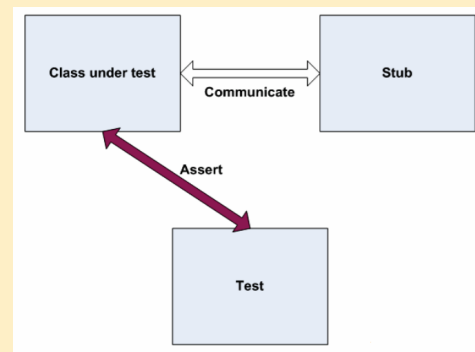 Class under test
Stub
Communicate
Assert
Test